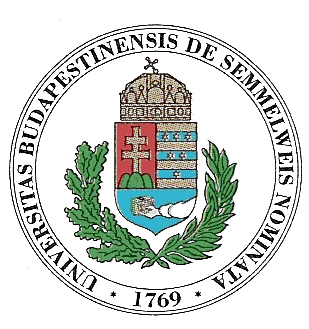 UNIVERSITAS BUDAPESTINENSIS DE SEMMELWEIS NOMINATA
* 1769 *